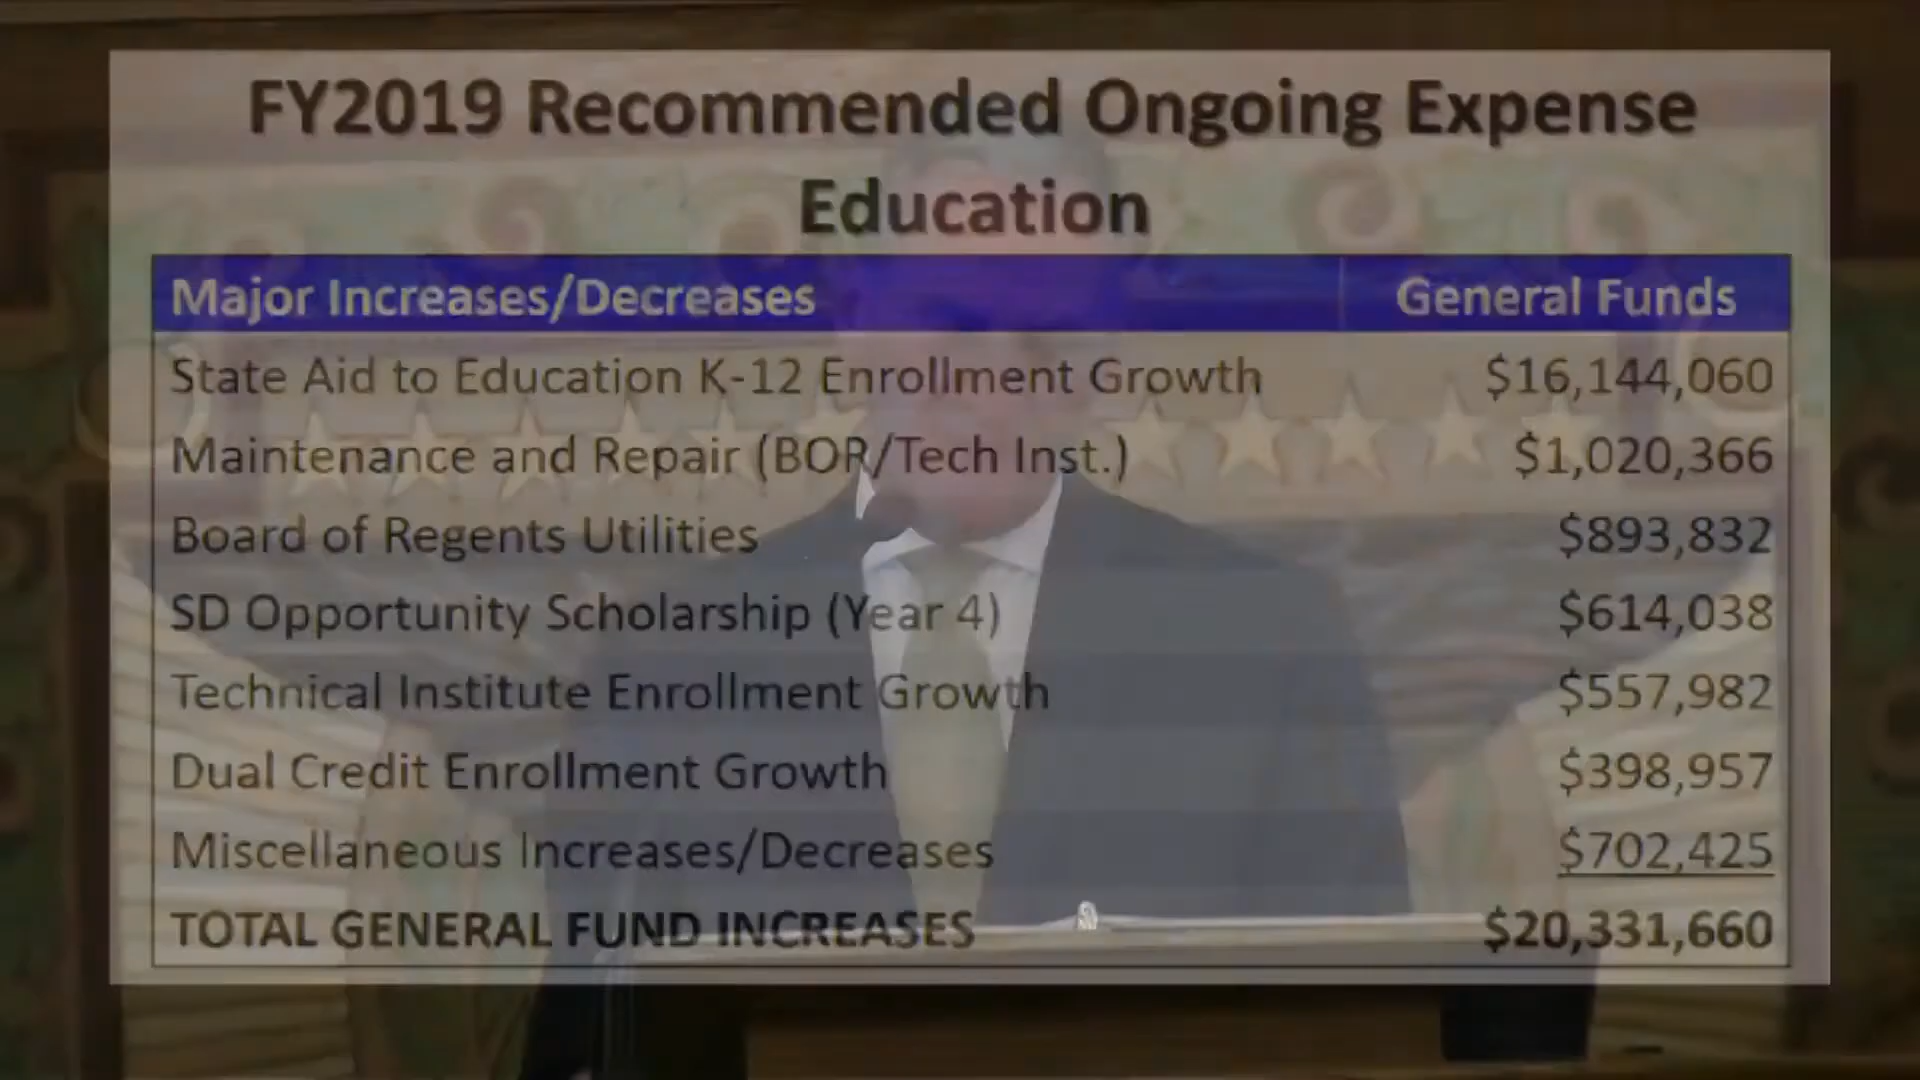 FY2019 Recommended Ongoing Expense
Education
Major Increases/Decreases General Funds
State Aid to Education K-12 Enrollment Growth $16,144,060
Maintenance and Repair (BOR/Tech Inst.) $1,020,366
Board of Regents Utilities $893,832
SD Opportunity Scholarship (Year 4) $614,038
Technical Institute Enrollment Growth $557,982
Dual Credit Enrollment Growth $398,957
Miscellaneous Increases/Decreases $702,425
TOTAL GENERAL FUND INCREASES $20,331,660